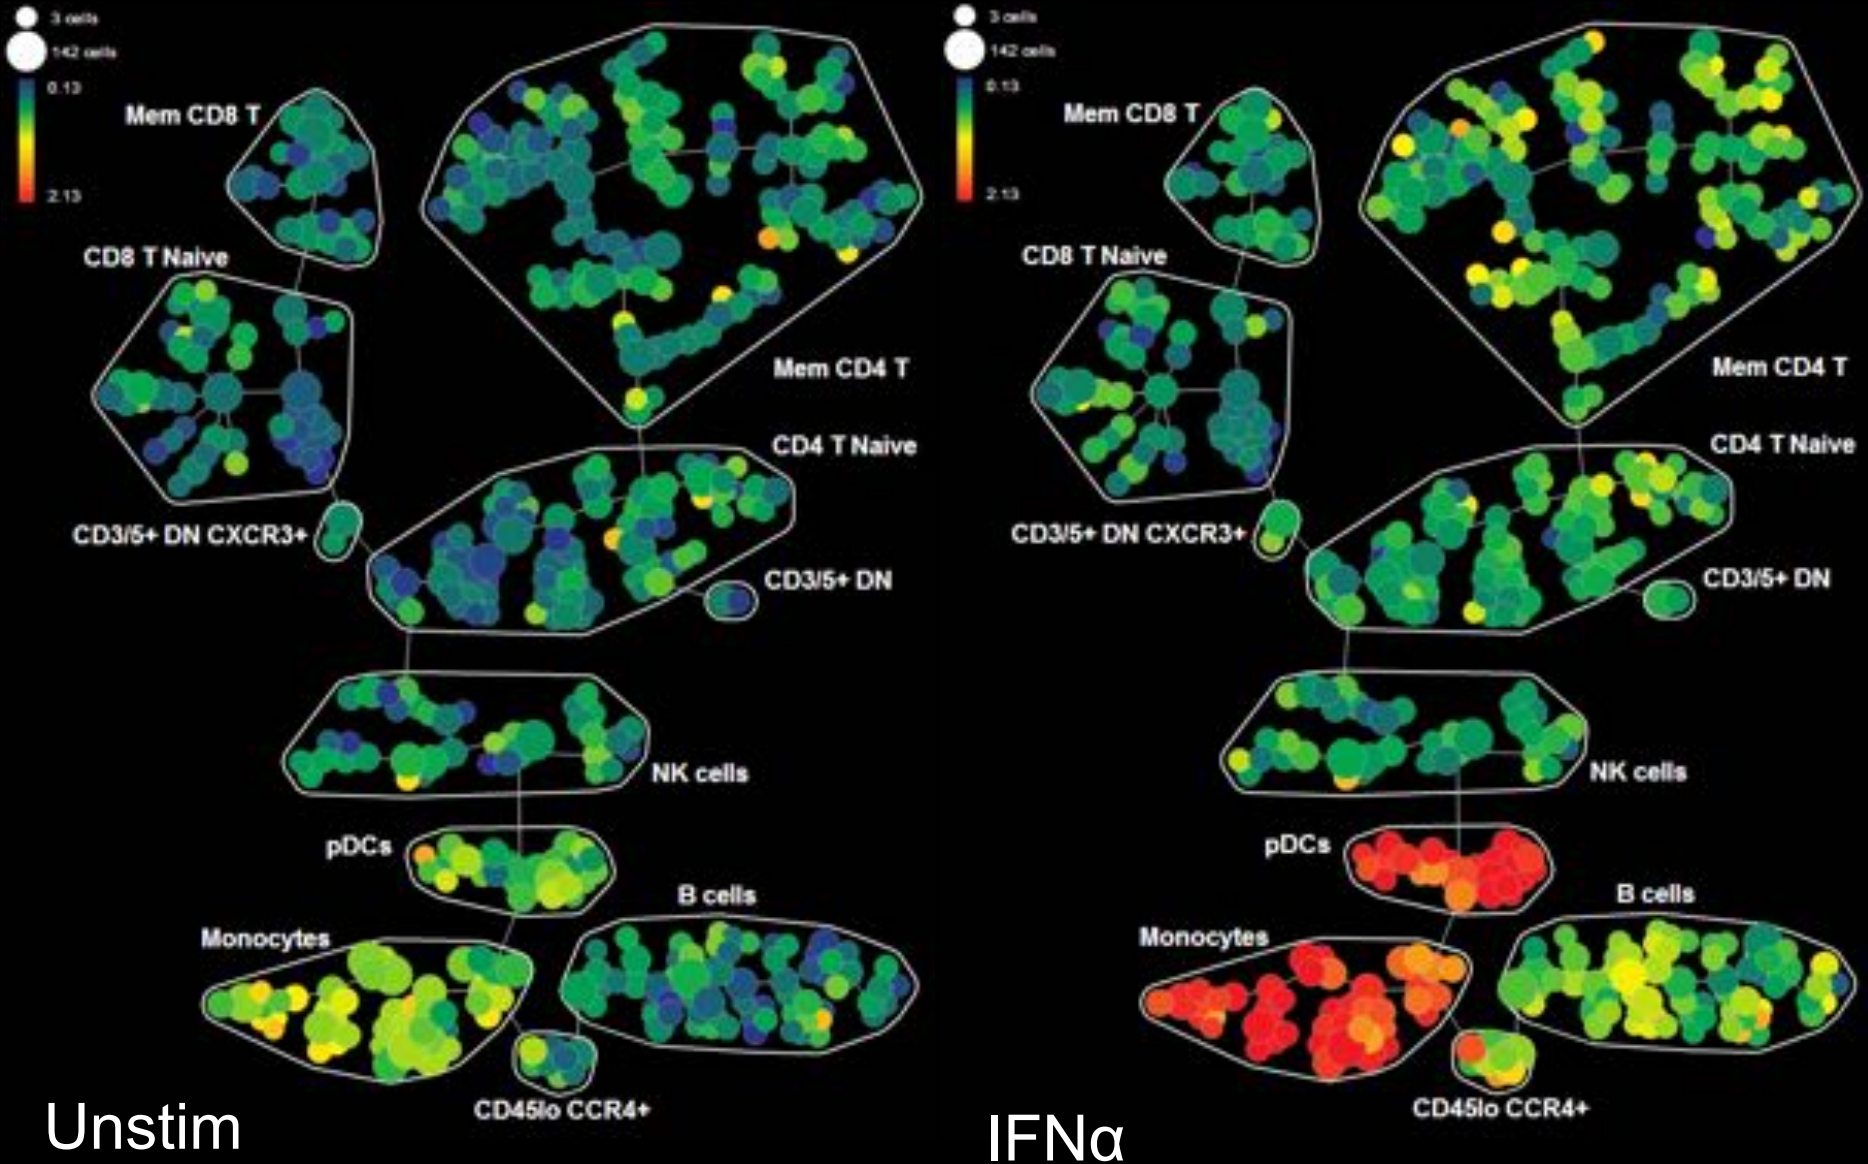 3 cells
142 cells
0.13
2.13
Mem CD8 T
CD8 T Naive
Mem CD4 T
CD4 T Naive
CD3/5+ DN CXCR3+
CD3/5+ DN
NK cells
pDCs
B cells
Monocytes
CD45lo CCR4+
Unstim
3 cells
142 cells
0.13
2.13
Mem CD8 T
CD8 T Naive
Mem CD4 T
CD4 T Naive
CD3/5+ DN CXCR3+
CD3/5+ DN
NK cells
pDCs
B cells
Monocytes
CD45lo CCR4+
IFNα